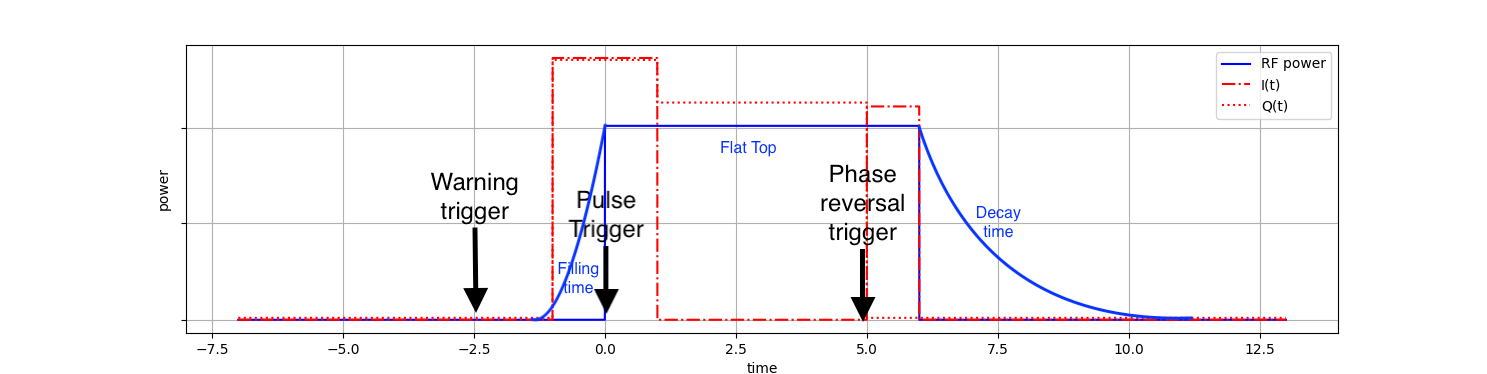 RF power
I(t)
Q(t)
Flat Top
Warning
trigger
Pulse
Trigger
Phase
reversal
trigger
Decay
time
Filling
time
power
−7.5
−5.0
−2.5
0.0
2.5
5.0
7.5
10.0
12.5
time